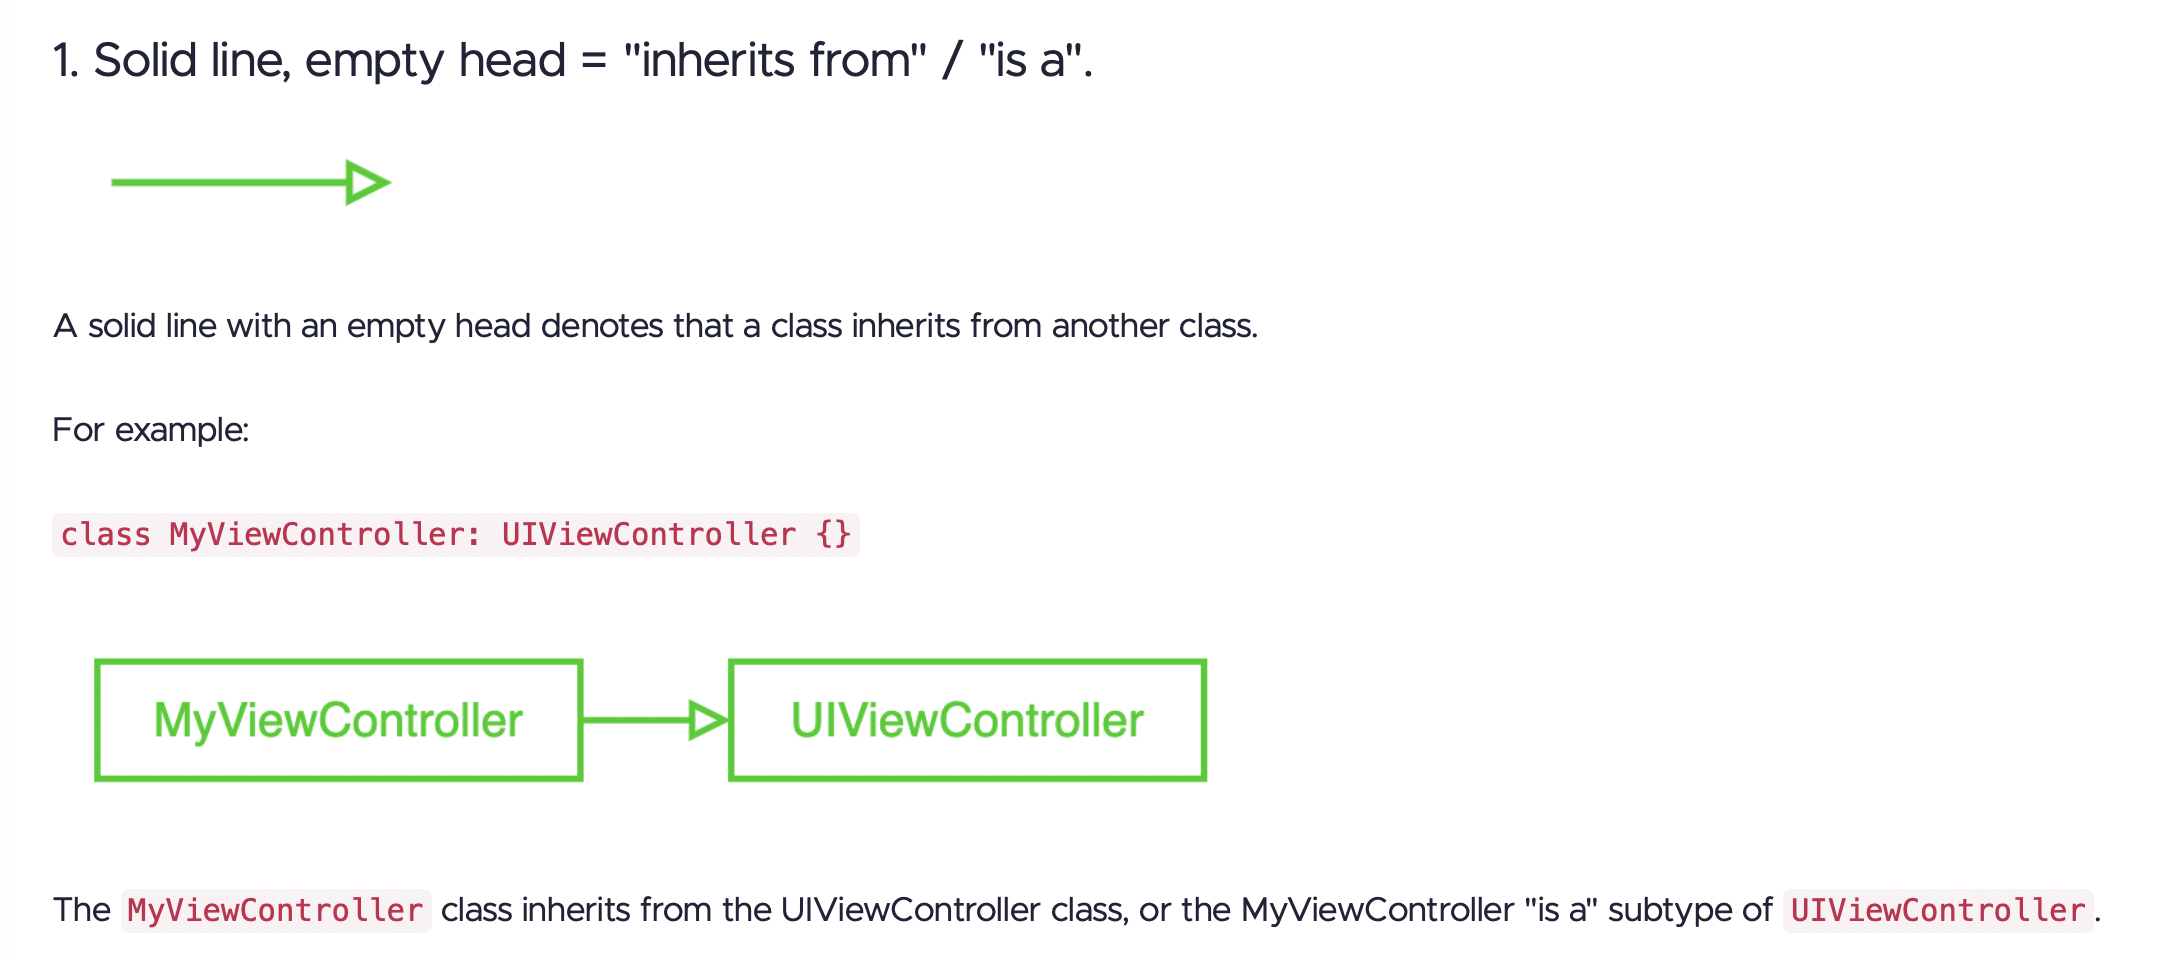 1. Solid line, empty head = "inherits from" / "is a".
A solid line with an empty head denotes that a class inherits from another class.
For example:
class MyViewController: UIViewController {}
MyViewController UIViewController
The MyViewController class inherits from the UIViewController class, or the MyViewController "is a" subtype of UIViewController.